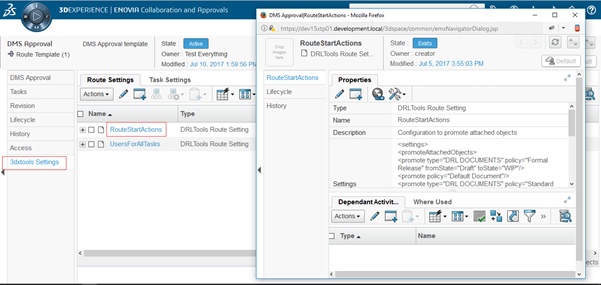 3DEXPERIENCE | ENOVIA Collaboration and Approvals
DMS Approval
Route Template (1)
DMS Approval template
State : Active
Owner : Test Everything
Modified : Jul 10, 2017 1:59:56 PM
DMS Approval
Tasks
Revision
Lifecycle
History
Access
3dxtools Settings
Route Settings
Task Settings
Actions
Name
Type
RouteStartActions
DRLTools Route Setting
UsersForAllTasks
DRLTools Route Setting
DMS Approval|RouteStartActions - Mozilla Firefox
https://dev15xtp01.development.local/3dspace/common/emxNavigatorDialog.jsp
Drop images here
RouteStartActions
DRLTools Route Set...
State : Exists
Owner : creator
Modified : Jul 5, 2017 3:55:03 PM
Default
RouteStartActions
Lifecycle
History
Properties
Actions
Type
DRLTools Route Setting
Name
RouteStartActions
Description
Configuration to promote attached objects
Settings
<settings>
<promoteAttachedObjects>
<promote type="DRL DOCUMENTS" policy="Formal
Release" fromState="Draft" toState="WIP"/>
<promote policy="Default Document"/>
<promote type="DRL DOCUMENTS" policy="Standard
Dependant Activit...
Where Used
Actions
Type
Name